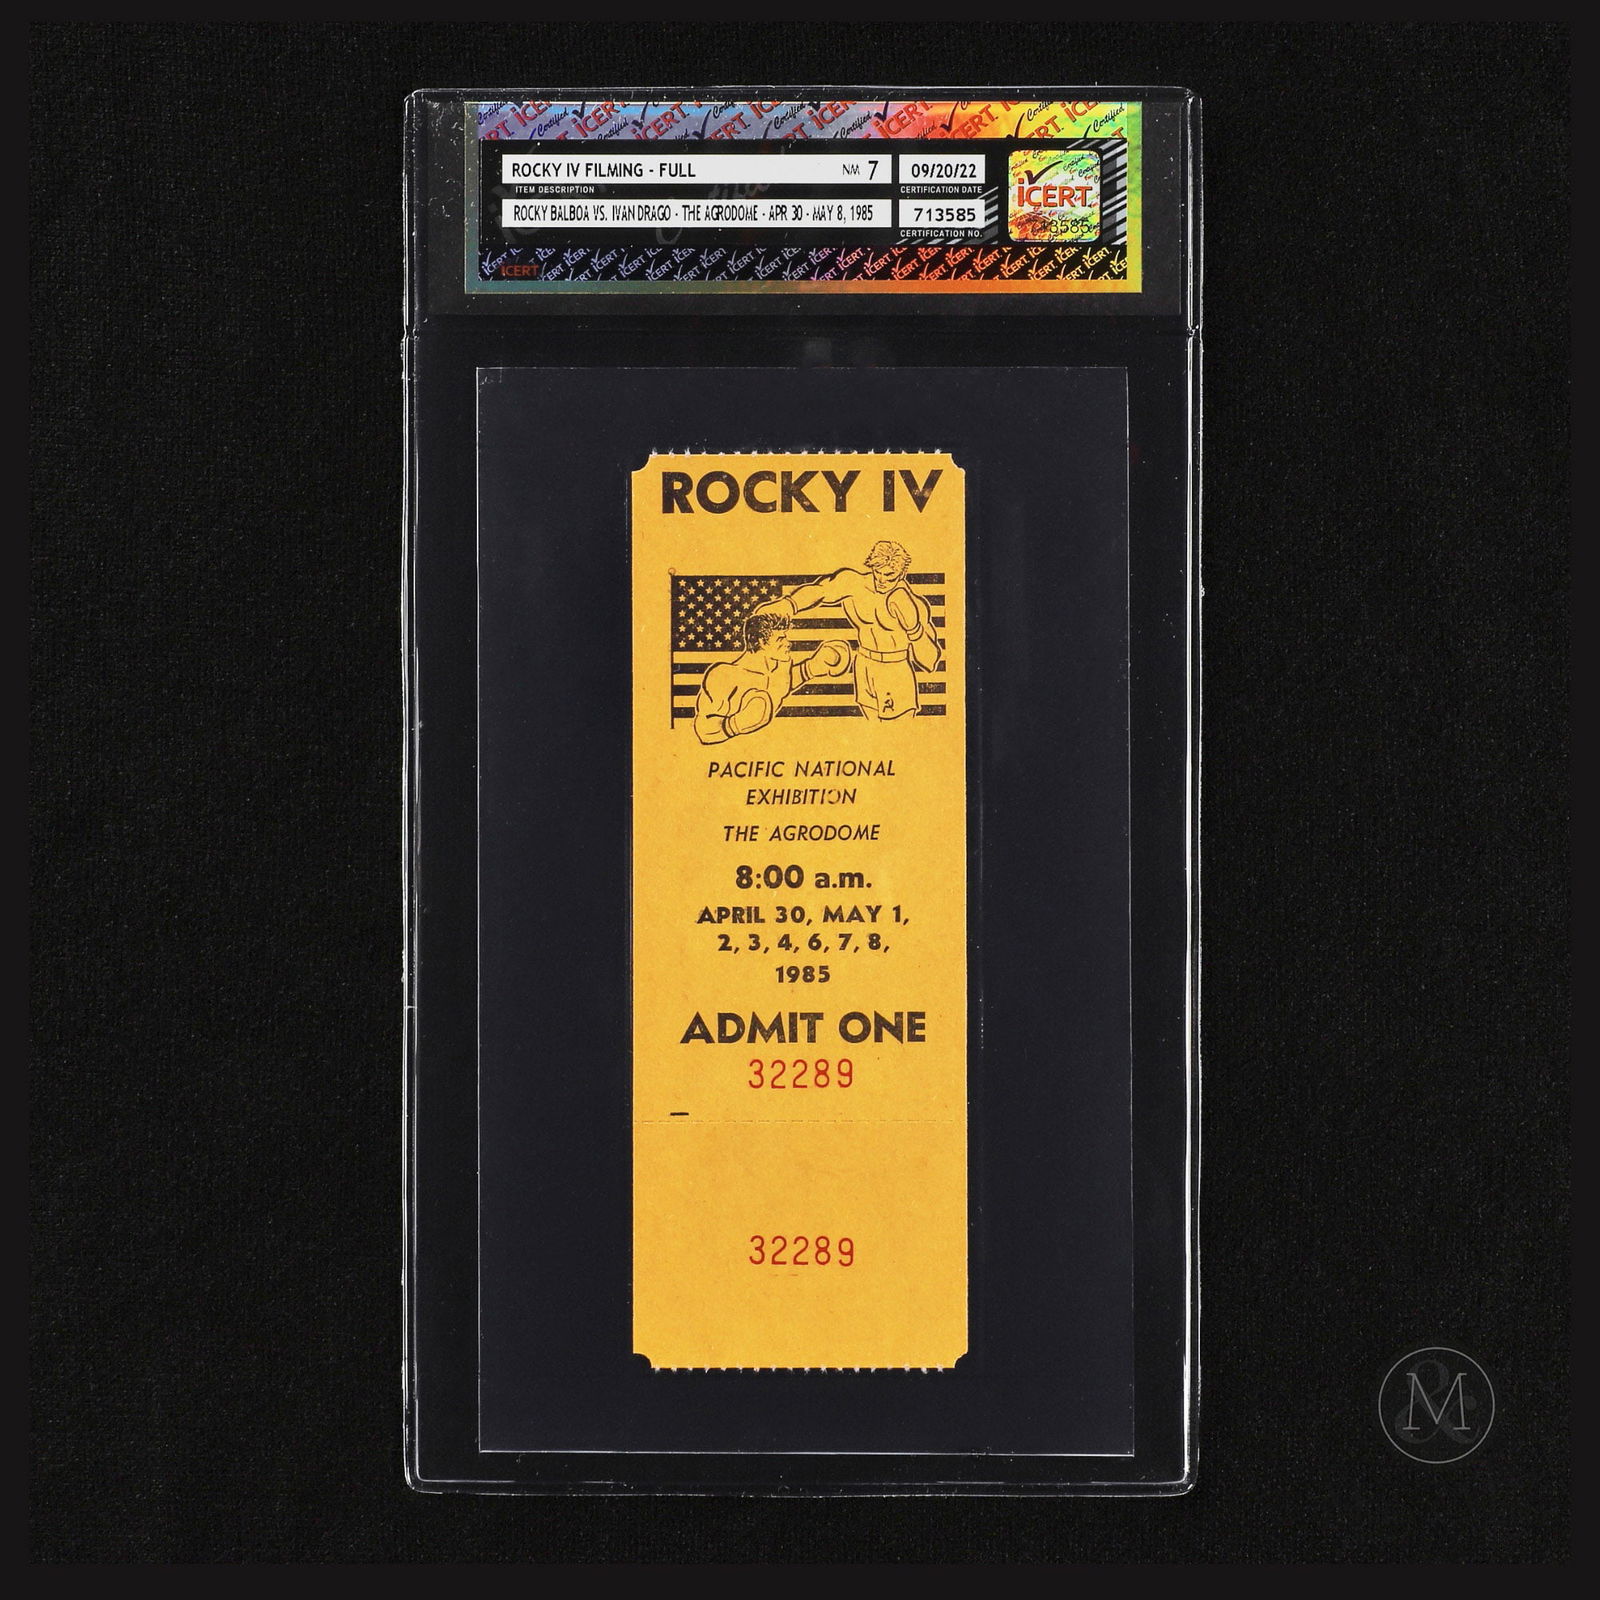 ROCKY IV FILMING - FULL NM 7 09/20/22
ITEM DESCRIPTION CERTIFICATION DATE
ROCKY BALBOA VS. IVAN DRAGO - THE AGRODOME - APR 30 - MAY 8, 1985 713585
CERTIFICATION NO.
iCERT
713585
ROCKY IV
PACIFIC NATIONAL
EXHIBITION
THE AGRODOME
8:00 a.m.
APRIL 30, MAY 1,
2, 3, 4, 6, 7, 8,
1985
ADMIT ONE
32289
32289
M&